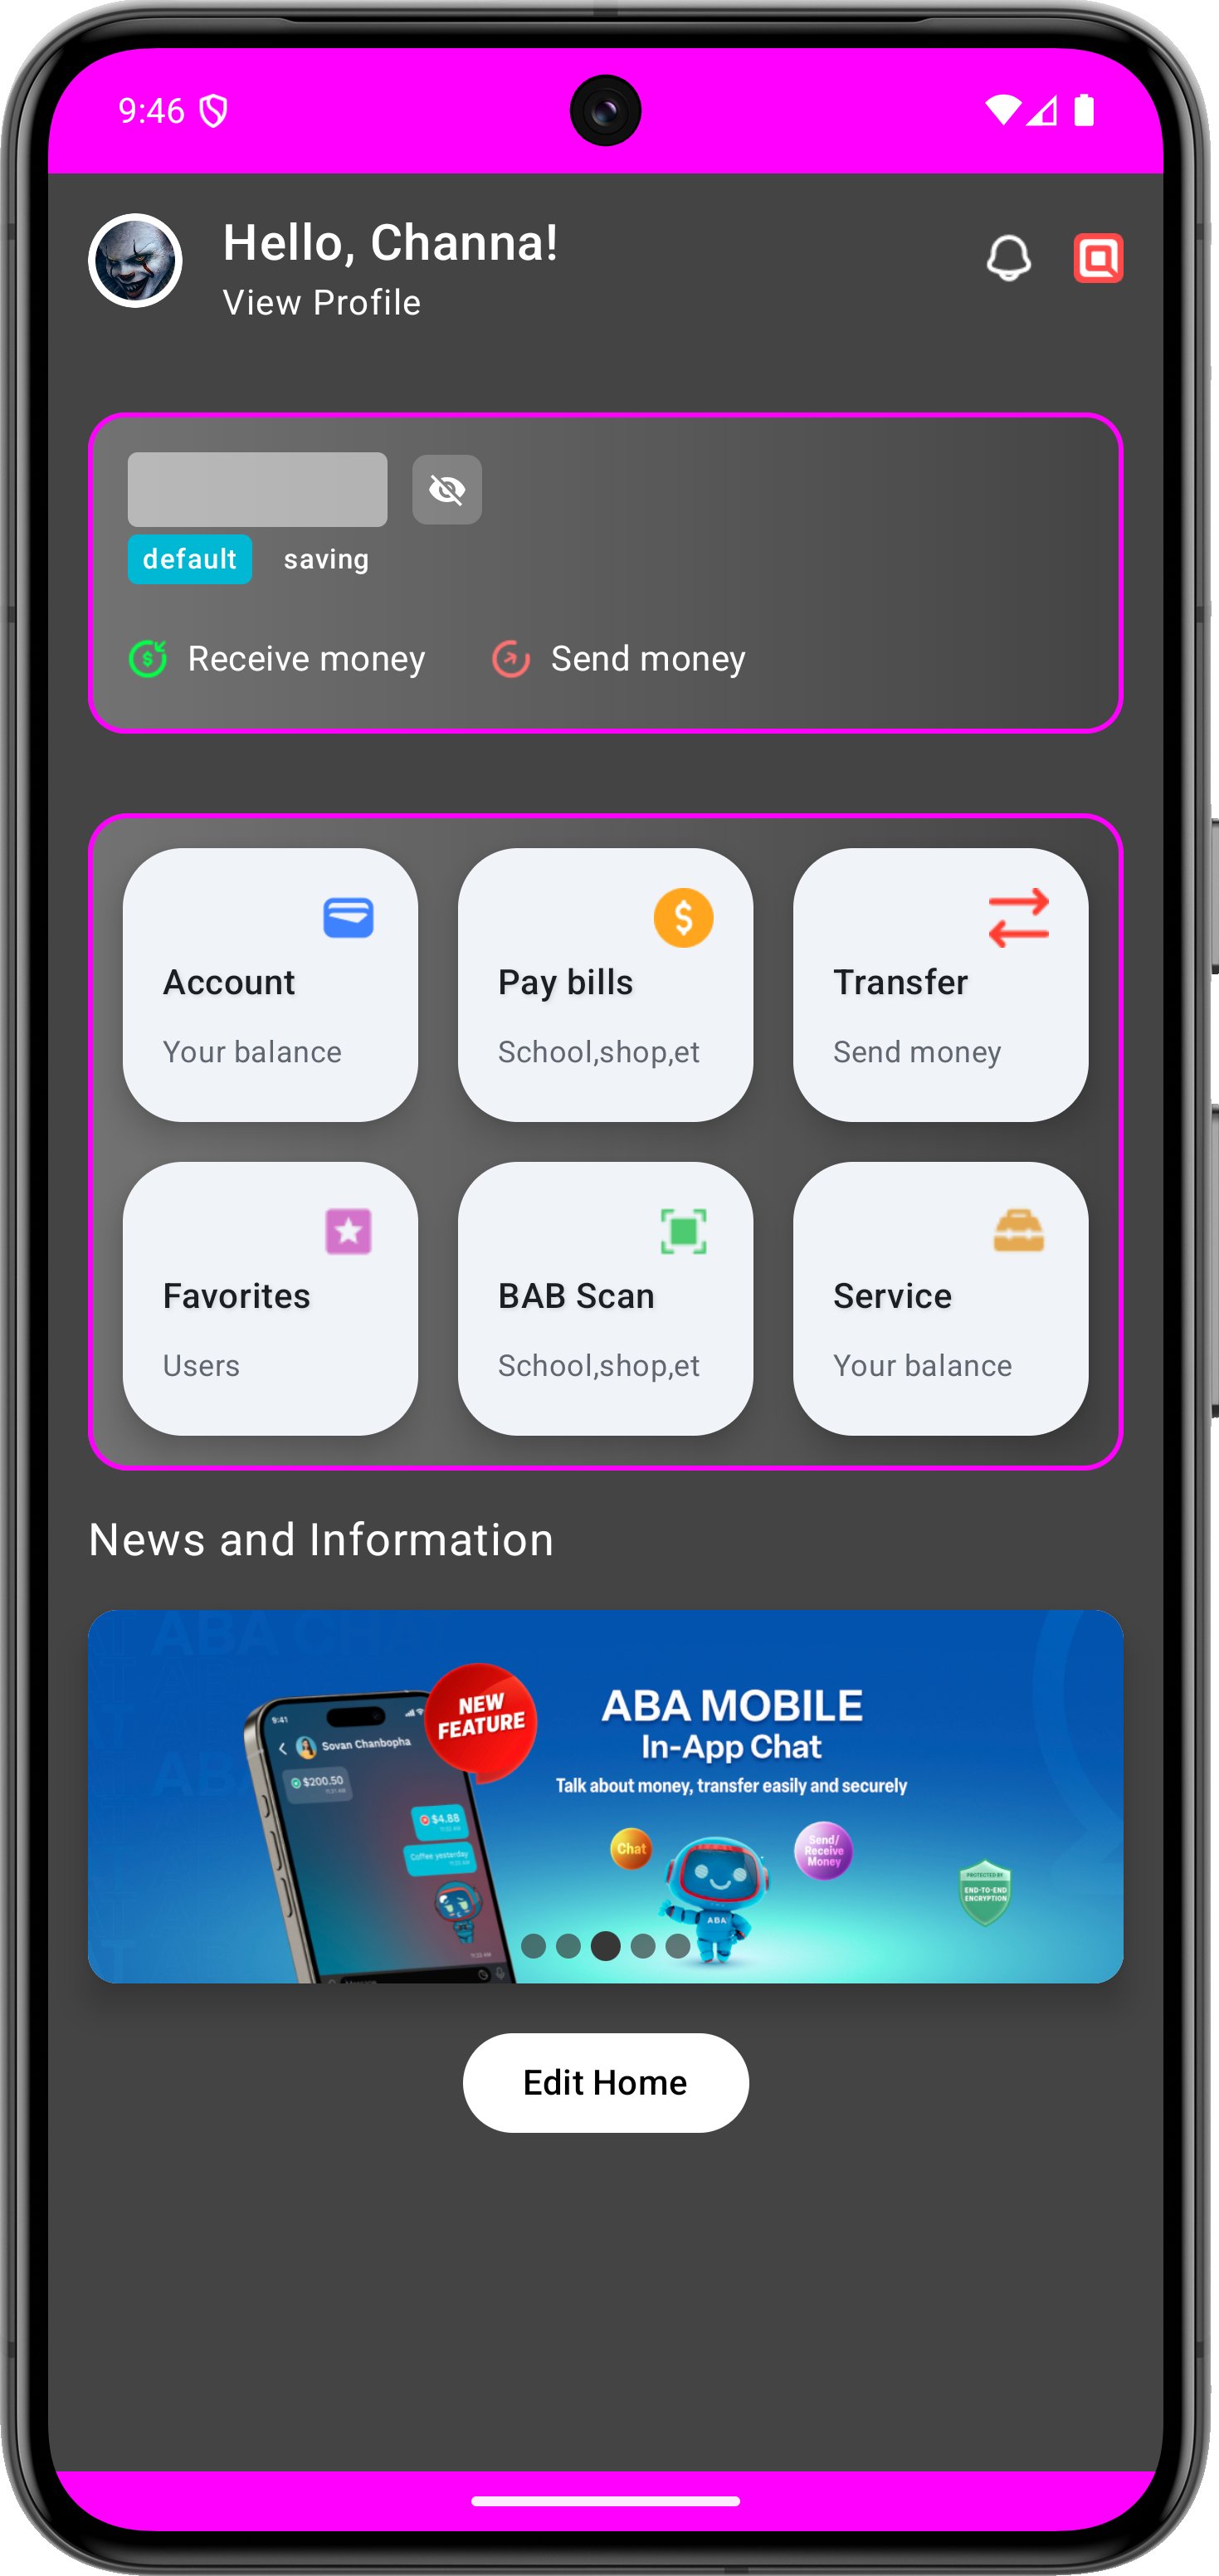 9:46
Hello, Channa!
View Profile
default saving
Receive money Send money
Account Pay bills Transfer
Your balance School,shop,et Send money
Favorites BAB Scan Service
Users School,shop,et Your balance
News and Information
ABA CHA
NEW
FEATURE
ABA MOBILE
In-App Chat
Talk about money, transfer easily and securely
9:41
Sovan Chanbopha
$200.50
$4.88
Coffee yesterday
Chat
Send/
Receive
Money
PROTECTED BY
END-TO-END
ENCRYPTION
ABA
Edit Home